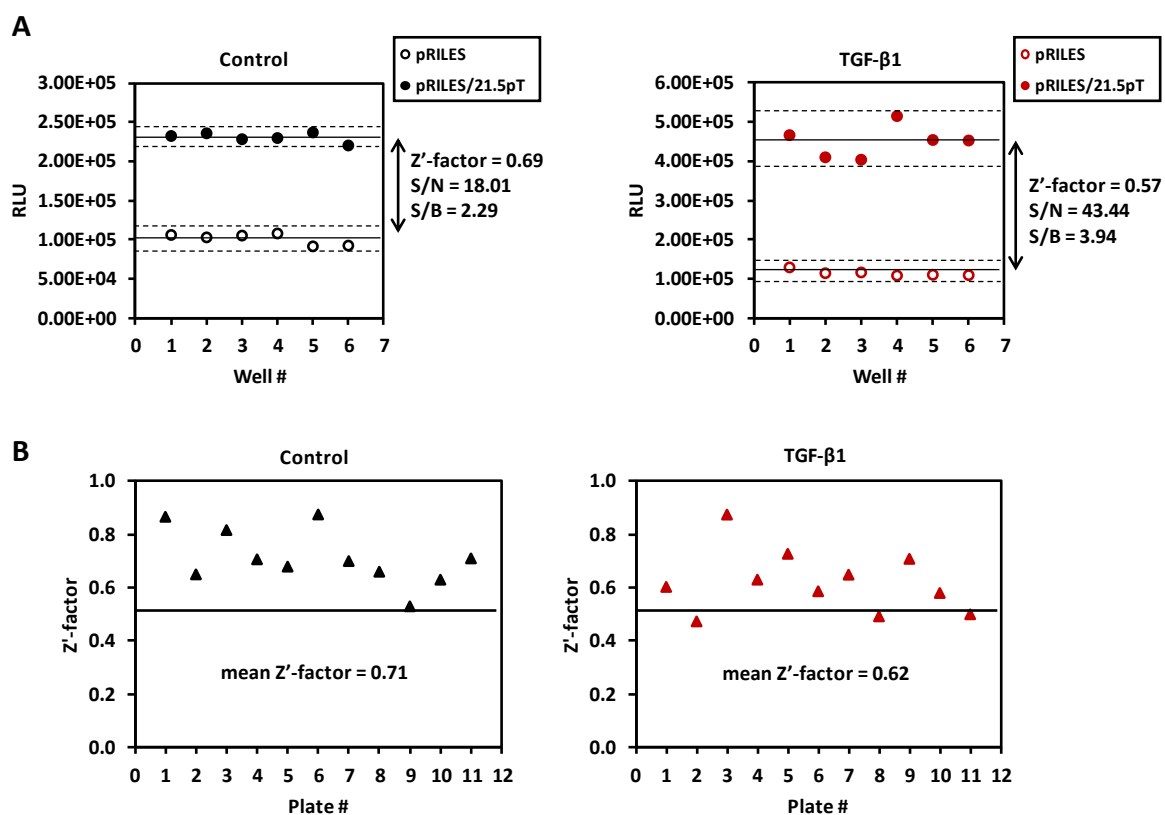 A
Control
pRILES
pRILES/21.5pT
3.00E+05
2.50E+05
2.00E+05
1.50E+05
1.00E+05
5.00E+04
0.00E+00
RLU
0 1 2 3 4 5 6 7
Well #
Z’-factor = 0.69
S/N = 18.01
S/B = 2.29
TGF-β1
pRILES
pRILES/21.5pT
6.00E+05
5.00E+05
4.00E+05
3.00E+05
2.00E+05
1.00E+05
0.00E+00
RLU
0 1 2 3 4 5 6 7
Well #
Z’-factor = 0.57
S/N = 43.44
S/B = 3.94
B
Control
1.0
0.8
0.6
0.4
0.2
0.0
Z'-factor
mean Z’-factor = 0.71
0 1 2 3 4 5 6 7 8 9 10 11 12
Plate #
TGF-β1
1.0
0.8
0.6
0.4
0.2
0.0
Z'-factor
mean Z’-factor = 0.62
0 1 2 3 4 5 6 7 8 9 10 11 12
Plate #